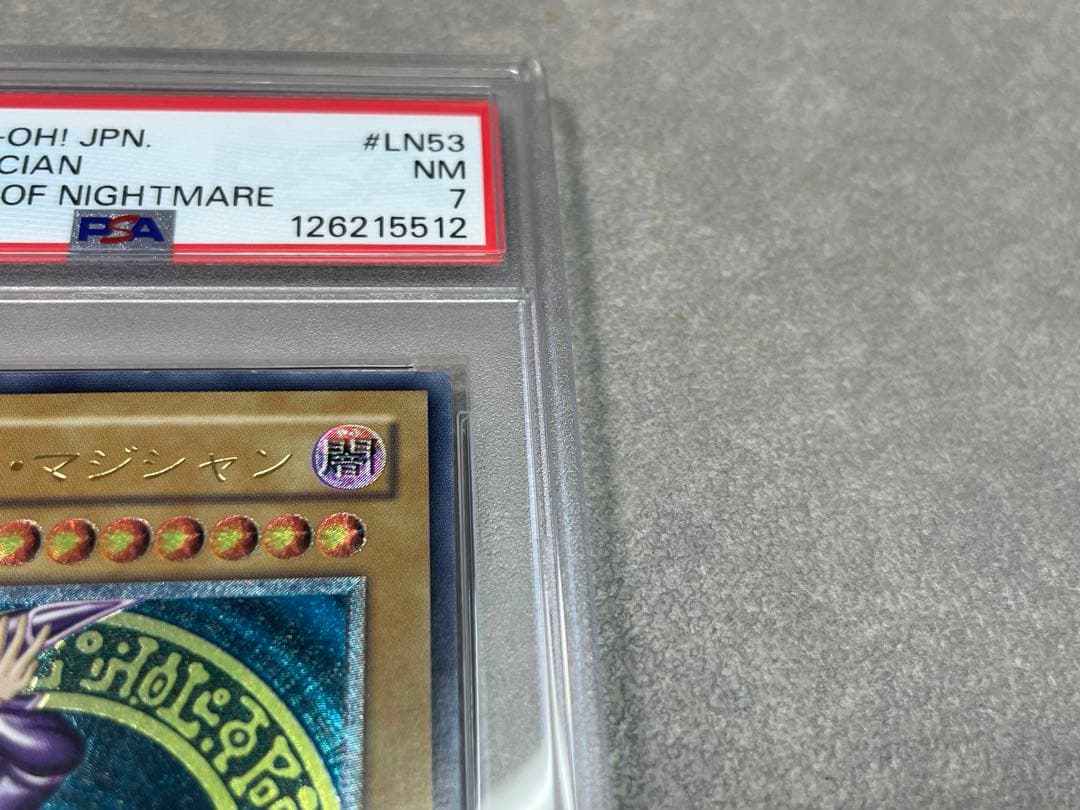 -OH! JPN. #LN53
CIAN NM
OF NIGHTMARE 7
PSA 126215512
・マジシャン 闇